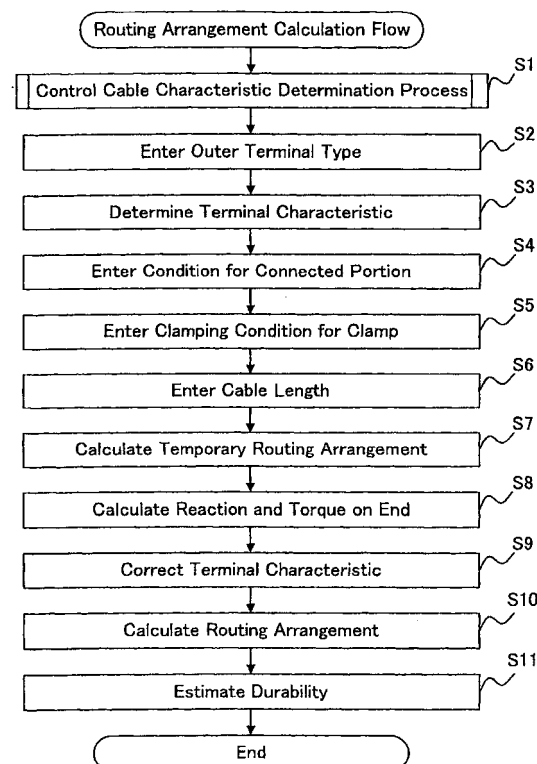 Routing Arrangement Calculation Flow
S1
Control Cable Characteristic Determination Process
S2
Enter Outer Terminal Type
S3
Determine Terminal Characteristic
S4
Enter Condition for Connected Portion
S5
Enter Clamping Condition for Clamp
S6
Enter Cable Length
S7
Calculate Temporary Routing Arrangement
S8
Calculate Reaction and Torque on End
S9
Correct Terminal Characteristic
S10
Calculate Routing Arrangement
S11
Estimate Durability
End